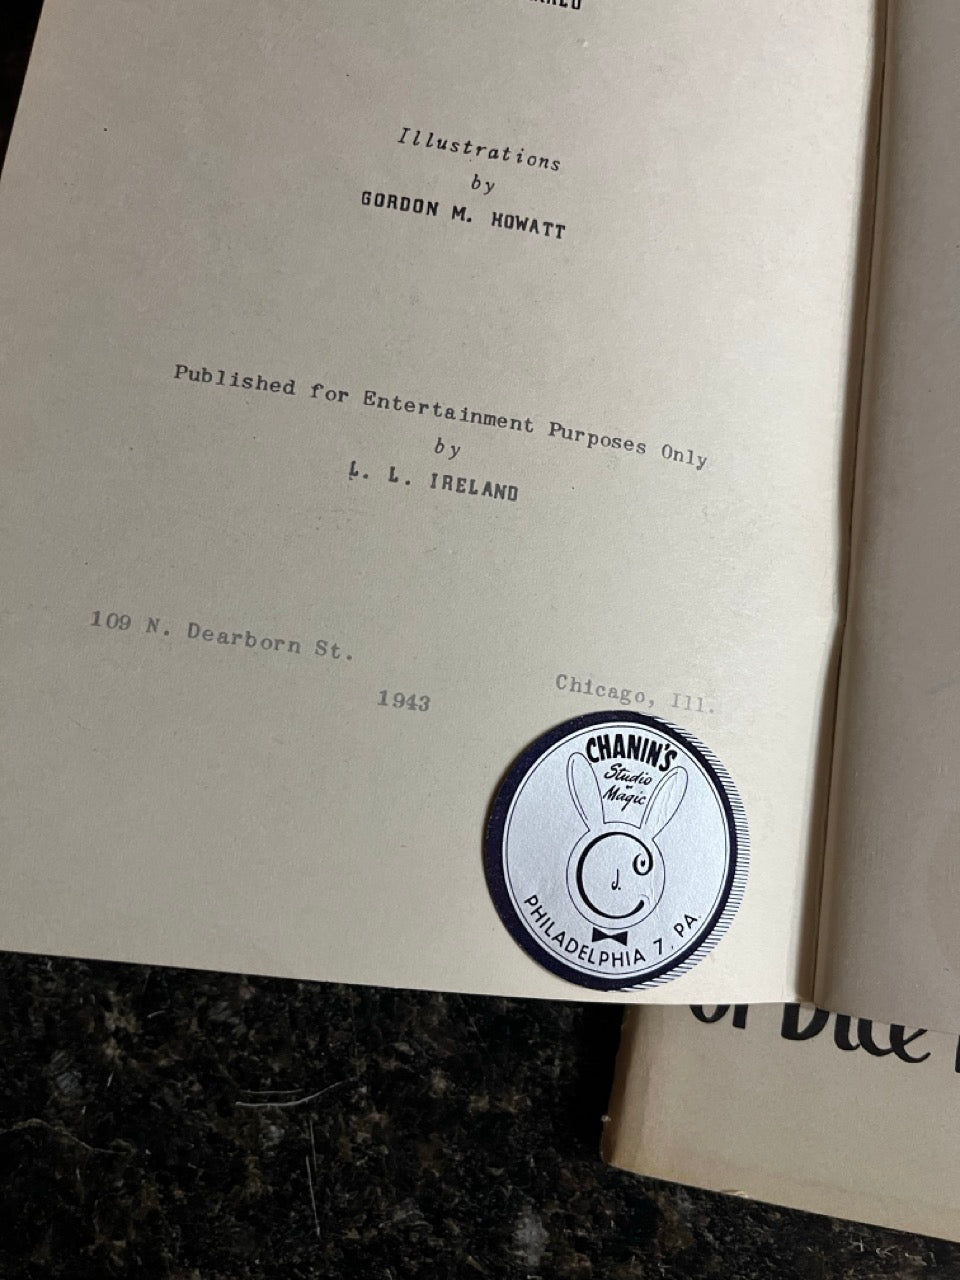 Illustrations
by
GORDON M. HOWATT
Published for Entertainment Purposes Only
by
L. L. IRELAND
109 N. Dearborn St.
Chicago, Ill.
1943
CHANIN'S
Studio
of
Magic
C
J.
PHILADELPHIA 7, PA.